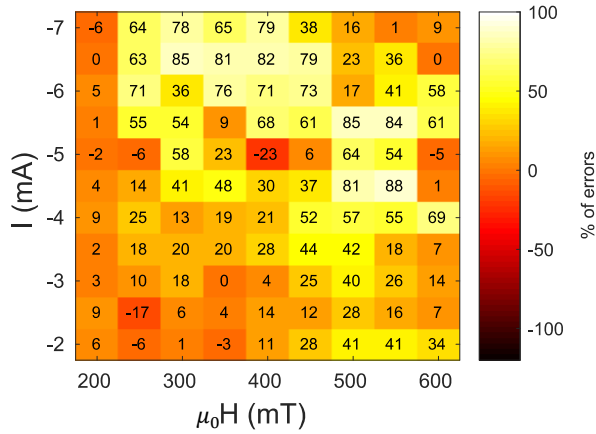 -7 -6 64 78 65 79 38 16 1 9 100
0 63 85 81 82 79 23 36 0
-6 5 71 36 76 71 73 17 41 58 50
1 55 54 9 68 61 85 84 61
-5 -2 -6 58 23 -23 6 64 54 -5 0
4 14 41 48 30 37 81 88 1
-4 9 25 13 19 21 52 57 55 69 -50
2 18 20 20 28 44 42 18 7
-3 3 10 18 0 4 25 40 26 14
9 -17 6 4 14 12 28 16 7 -100
-2 6 -6 1 -3 11 28 41 41 34
200 300 400 500 600
I (mA)
μ0H (mT)
% of errors